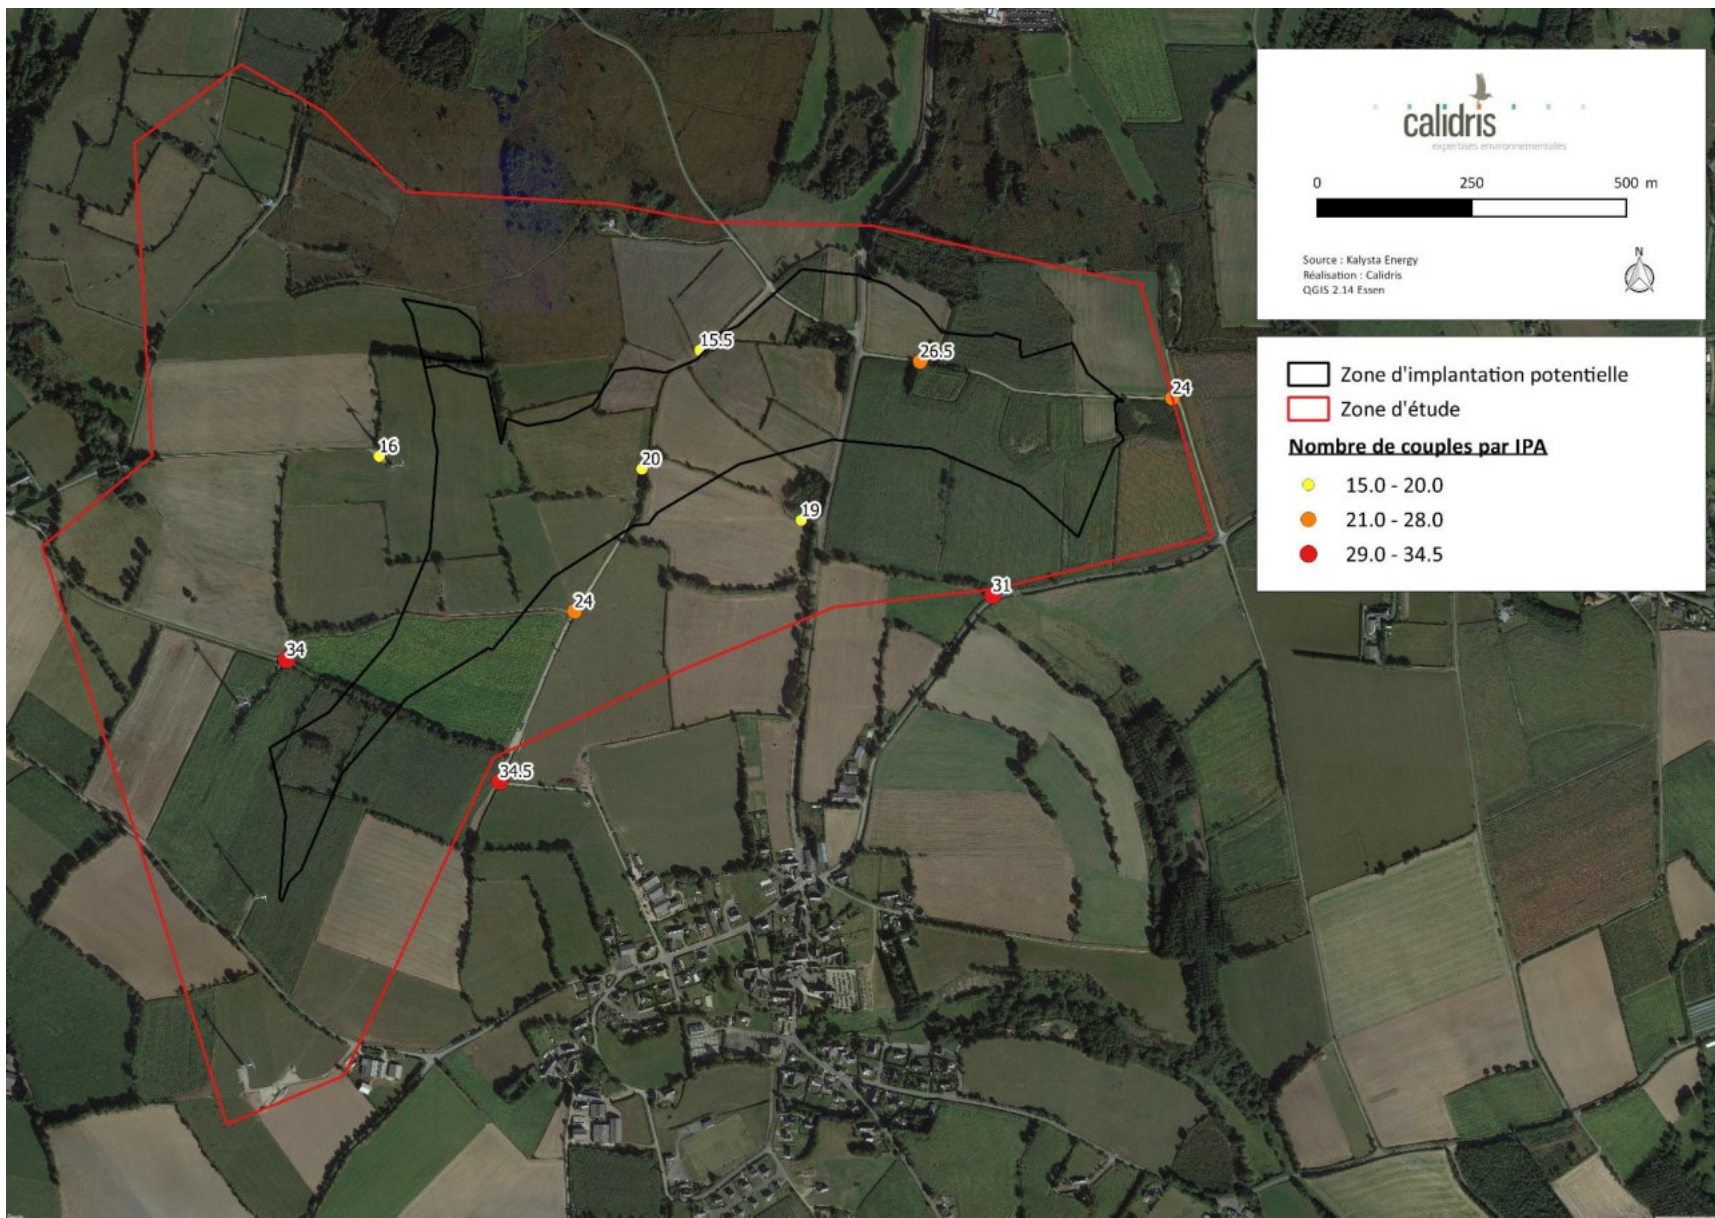 calidris
expertises environnementales
0 250 500 m
Source : Kalysta Energy
Réalisation : Calidris
QGIS 2.14 Essen
N
Zone d'implantation potentielle
Zone d'étude
Nombre de couples par IPA
15.0 - 20.0
21.0 - 28.0
29.0 - 34.5
15.5
26.5
24
16
20
19
31
24
34
34.5